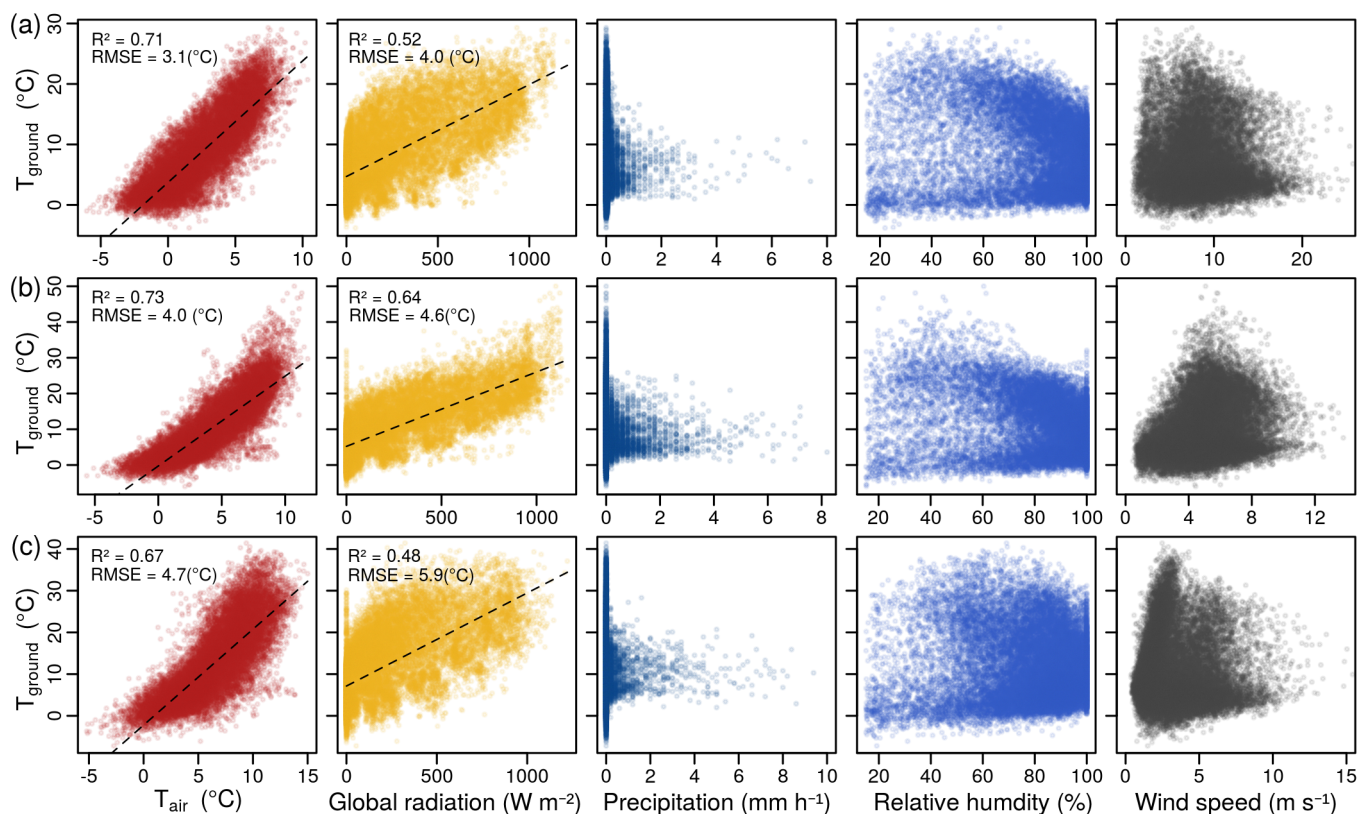 (a)
T_ground (°C)
0 10 20 30
R² = 0.71
RMSE = 3.1(°C)
R² = 0.52
RMSE = 4.0 (°C)
-5 0 5 10
0 500 1000
0 2 4 6 8
20 40 60 80 100
0 10 20
(b)
T_ground (°C)
0 10 20 30 40 50
R² = 0.73
RMSE = 4.0 (°C)
R² = 0.64
RMSE = 4.6(°C)
-5 0 5 10
0 500 1000
0 2 4 6 8
20 40 60 80 100
0 4 8 12
(c)
T_ground (°C)
0 10 20 30 40
R² = 0.67
RMSE = 4.7(°C)
R² = 0.48
RMSE = 5.9(°C)
-5 0 5 10 15
0 500 1000
0 2 4 6 8 10
20 40 60 80 100
0 5 10 15
T_air (°C)
Global radiation (W m⁻²)
Precipitation (mm h⁻¹)
Relative humdity (%)
Wind speed (m s⁻¹)